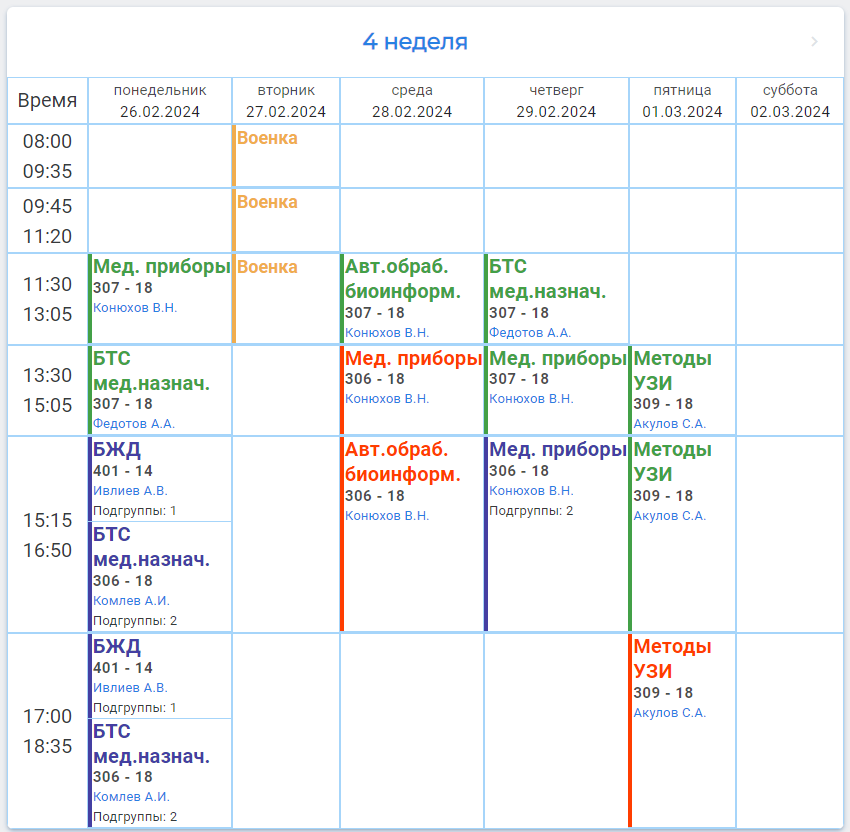 4 неделя
Время
понедельник
26.02.2024
вторник
27.02.2024
среда
28.02.2024
четверг
29.02.2024
пятница
01.03.2024
суббота
02.03.2024
08:00
09:35
Военка
09:45
11:20
Военка
11:30
13:05
Мед. приборы
307 - 18
Конюхов В.Н.
Военка
Авт.обраб.
биоинформ.
307 - 18
Конюхов В.Н.
БТС
мед.назнач.
307 - 18
Федотов А.А.
13:30
15:05
БТС
мед.назнач.
307 - 18
Федотов А.А.
Мед. приборы
306 - 18
Конюхов В.Н.
Мед. приборы
307 - 18
Конюхов В.Н.
Методы
УЗИ
309 - 18
Акулов С.А.
15:15
16:50
БЖД
401 - 14
Ивлиев А.В.
Подгруппы: 1
БТС
мед.назнач.
306 - 18
Комлев А.И.
Подгруппы: 2
Авт.обраб.
биоинформ.
306 - 18
Конюхов В.Н.
Мед. приборы
306 - 18
Конюхов В.Н.
Подгруппы: 2
Методы
УЗИ
309 - 18
Акулов С.А.
17:00
18:35
БЖД
401 - 14
Ивлиев А.В.
Подгруппы: 1
БТС
мед.назнач.
306 - 18
Комлев А.И.
Подгруппы: 2
Методы
УЗИ
309 - 18
Акулов С.А.